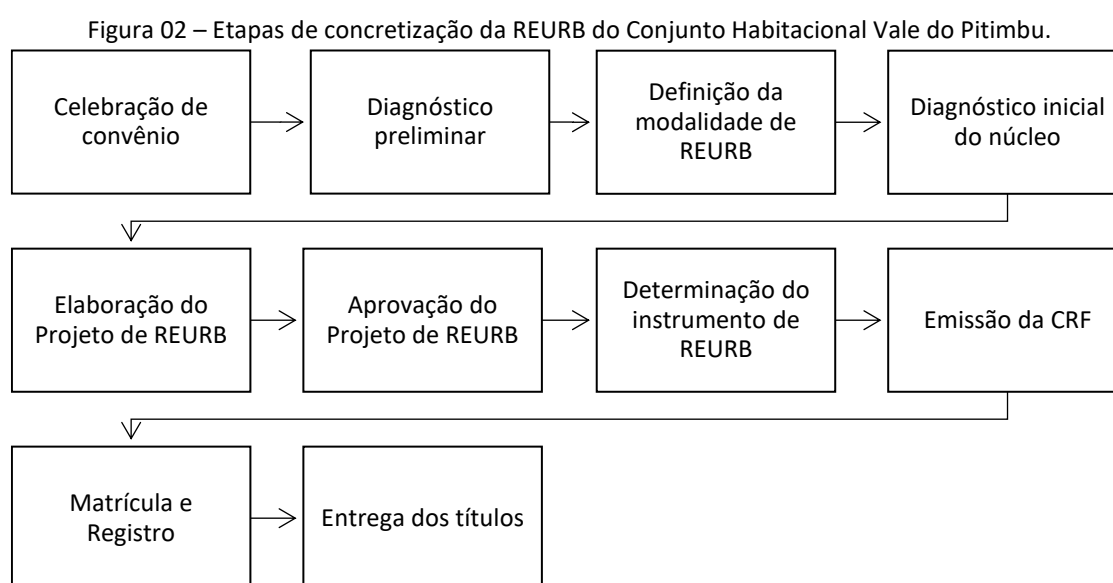 Figura 02 – Etapas de concretização da REURB do Conjunto Habitacional Vale do Pitimbu.
Celebração de
convênio
Diagnóstico
preliminar
Definição da
modalidade de
REURB
Diagnóstico inicial
do núcleo
Elaboração do
Projeto de REURB
Aprovação do
Projeto de REURB
Determinação do
instrumento de
REURB
Emissão da CRF
Matrícula e
Registro
Entrega dos títulos